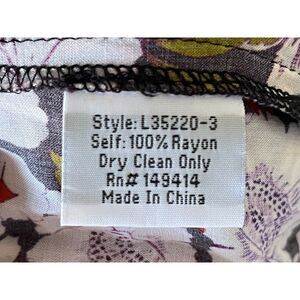 Style: L35220-3
Self: 100% Rayon
Dry Clean Only
Rn# 149414
Made In China